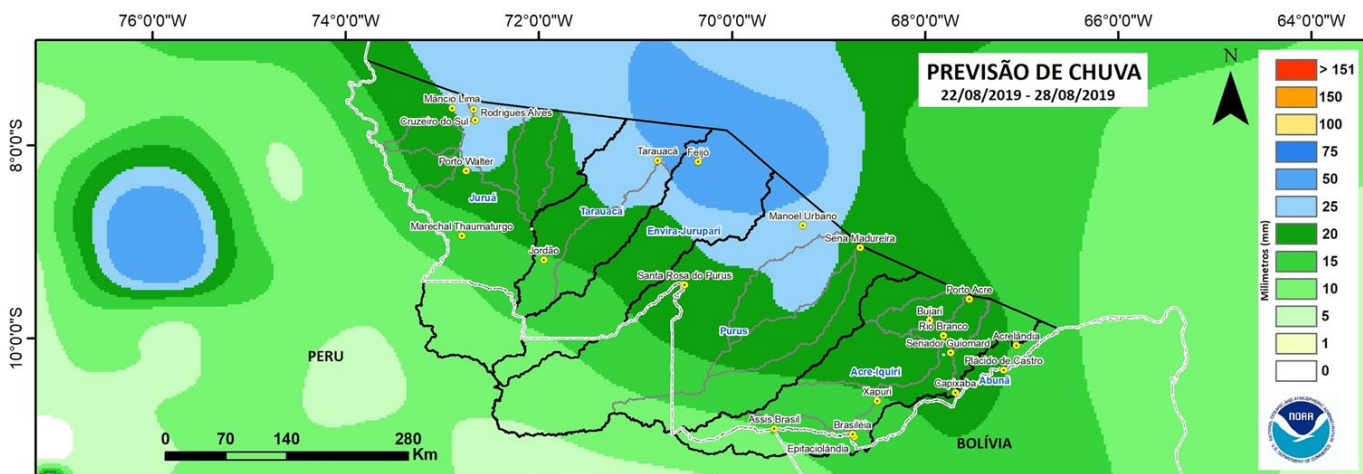 76°0'0"W 74°0'0"W 72°0'0"W 70°0'0"W 68°0'0"W 66°0'0"W 64°0'0"W
PREVISÃO DE CHUVA
22/08/2019 - 28/08/2019
N
8°0'0"S
10°0'0"S
Milímetros (mm)
> 151
150
100
75
50
25
20
15
10
5
1
0
Mâncio Lima
Rodrigues Alves
Cruzeiro do Sul
Porto Walter
Juruá
Marechal Thaumaturgo
Jordão
Tarauacá
Feijó
Tarauacá
Envira-Jurupari
Manoel Urbano
Sena Madureira
Santa Rosa do Purus
Purus
Porto Acre
Bujari
Rio Branco
Senador Guiomard
Acrelândia
Plácido de Castro
Acre-Iquiri
Abunã
Capixaba
Xapuri
Assis Brasil
Brasiléia
Epitaciolândia
PERU
BOLÍVIA
0 70 140 280
Km
NOAA